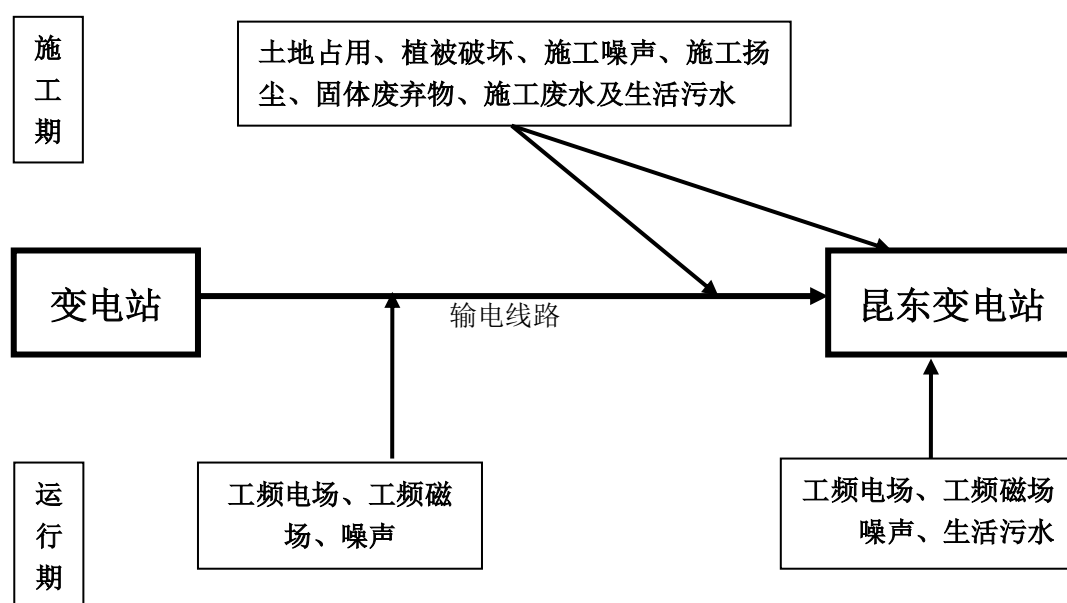 施
工
期
土地占用、植被破坏、施工噪声、施工扬
尘、固体废弃物、施工废水及生活污水
变电站
输电线路
昆东变电站
运
行
期
工频电场、工频磁
场、噪声
工频电场、工频磁场
噪声、生活污水